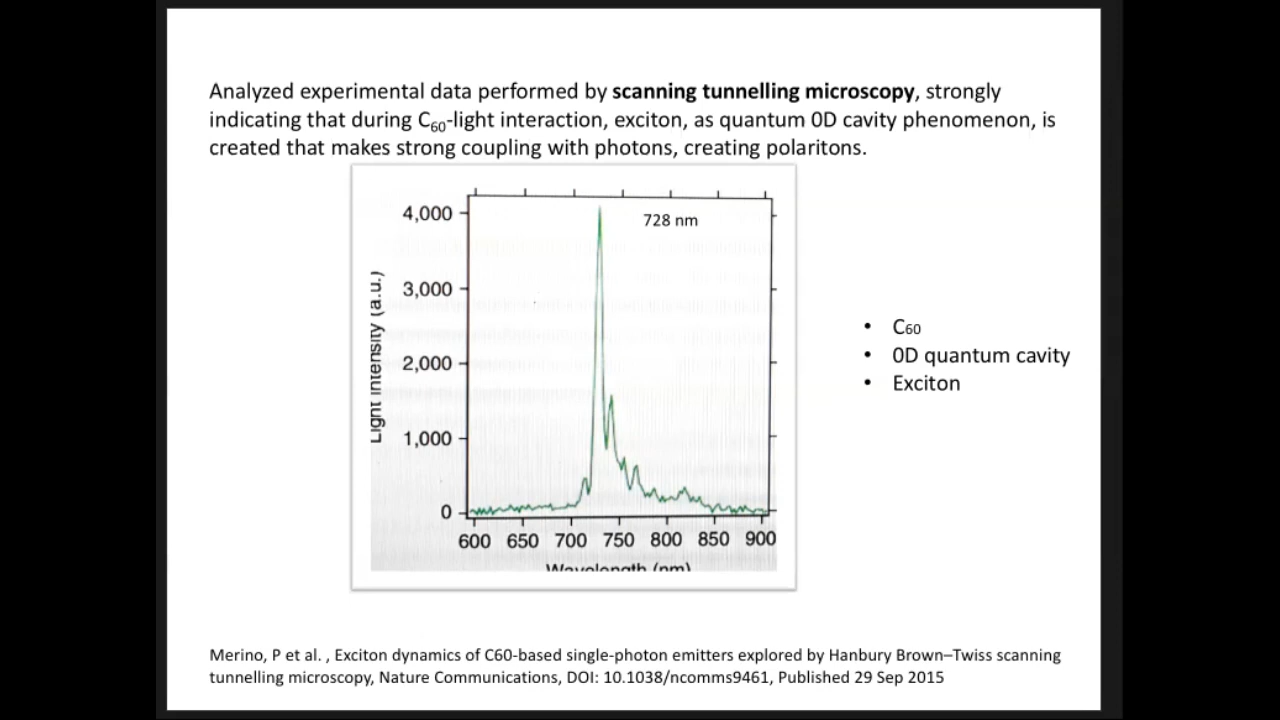 Analyzed experimental data performed by scanning tunnelling microscopy, strongly
indicating that during C60-light interaction, exciton, as quantum 0D cavity phenomenon, is
created that makes strong coupling with photons, creating polaritons.
4,000
728 nm
3,000
2,000
1,000
0
Light intensity (a.u.)
600 650 700 750 800 850 900
Wavelength (nm)
• C60
• 0D quantum cavity
• Exciton
Merino, P et al. , Exciton dynamics of C60-based single-photon emitters explored by Hanbury Brown–Twiss scanning
tunnelling microscopy, Nature Communications, DOI: 10.1038/ncomms9461, Published 29 Sep 2015